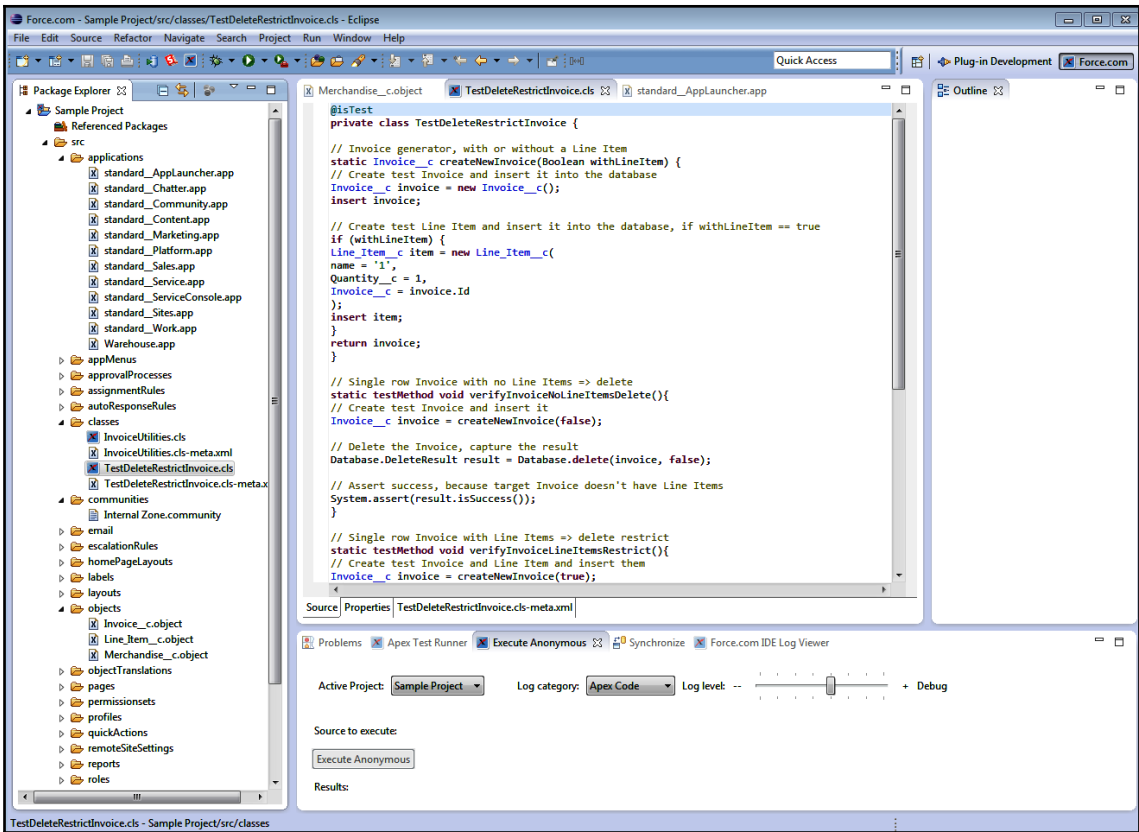 Force.com - Sample Project/src/classes/TestDeleteRestrictInvoice.cls - Eclipse
File Edit Source Refactor Navigate Search Project Run Window Help
Quick Access
Plug-in Development
Force.com
Package Explorer
Sample Project
Referenced Packages
src
applications
standard__AppLauncher.app
standard__Chatter.app
standard__Community.app
standard__Content.app
standard__Marketing.app
standard__Platform.app
standard__Sales.app
standard__Service.app
standard__ServiceConsole.app
standard__Sites.app
standard__Work.app
Warehouse.app
appMenus
approvalProcesses
assignmentRules
autoResponseRules
classes
InvoiceUtilities.cls
InvoiceUtilities.cls-meta.xml
TestDeleteRestrictInvoice.cls
TestDeleteRestrictInvoice.cls-meta.x
communities
Internal Zone.community
email
escalationRules
homePageLayouts
labels
layouts
objects
Invoice__c.object
Line_Item__c.object
Merchandise__c.object
objectTranslations
pages
permissionsets
profiles
quickActions
remoteSiteSettings
reports
roles
Merchandise__c.object
TestDeleteRestrictInvoice.cls
standard__AppLauncher.app
@isTest
private class TestDeleteRestrictInvoice {
// Invoice generator, with or without a Line Item
static Invoice__c createNewInvoice(Boolean withLineItem) {
// Create test Invoice and insert it into the database
Invoice__c invoice = new Invoice__c();
insert invoice;
// Create test Line Item and insert it into the database, if withLineItem == true
if (withLineItem) {
Line_Item__c item = new Line_Item__c(
name = '1',
Quantity__c = 1,
Invoice__c = invoice.Id
);
insert item;
}
return invoice;
}
// Single row Invoice with no Line Items => delete
static testMethod void verifyInvoiceNoLineItemsDelete(){
// Create test Invoice and insert it
Invoice__c invoice = createNewInvoice(false);
// Delete the Invoice, capture the result
Database.DeleteResult result = Database.delete(invoice, false);
// Assert success, because target Invoice doesn't have Line Items
System.assert(result.isSuccess());
}
// Single row Invoice with Line Items => delete restrict
static testMethod void verifyInvoiceLineItemsRestrict(){
// Create test Invoice and Line Item and insert them
Invoice__c invoice = createNewInvoice(true);
Source Properties TestDeleteRestrictInvoice.cls-meta.xml
Outline
Problems Apex Test Runner Execute Anonymous Synchronize Force.com IDE Log Viewer
Active Project: Sample Project Log category: Apex Code Log level: -- + Debug
Source to execute:
Execute Anonymous
Results:
TestDeleteRestrictInvoice.cls - Sample Project/src/classes